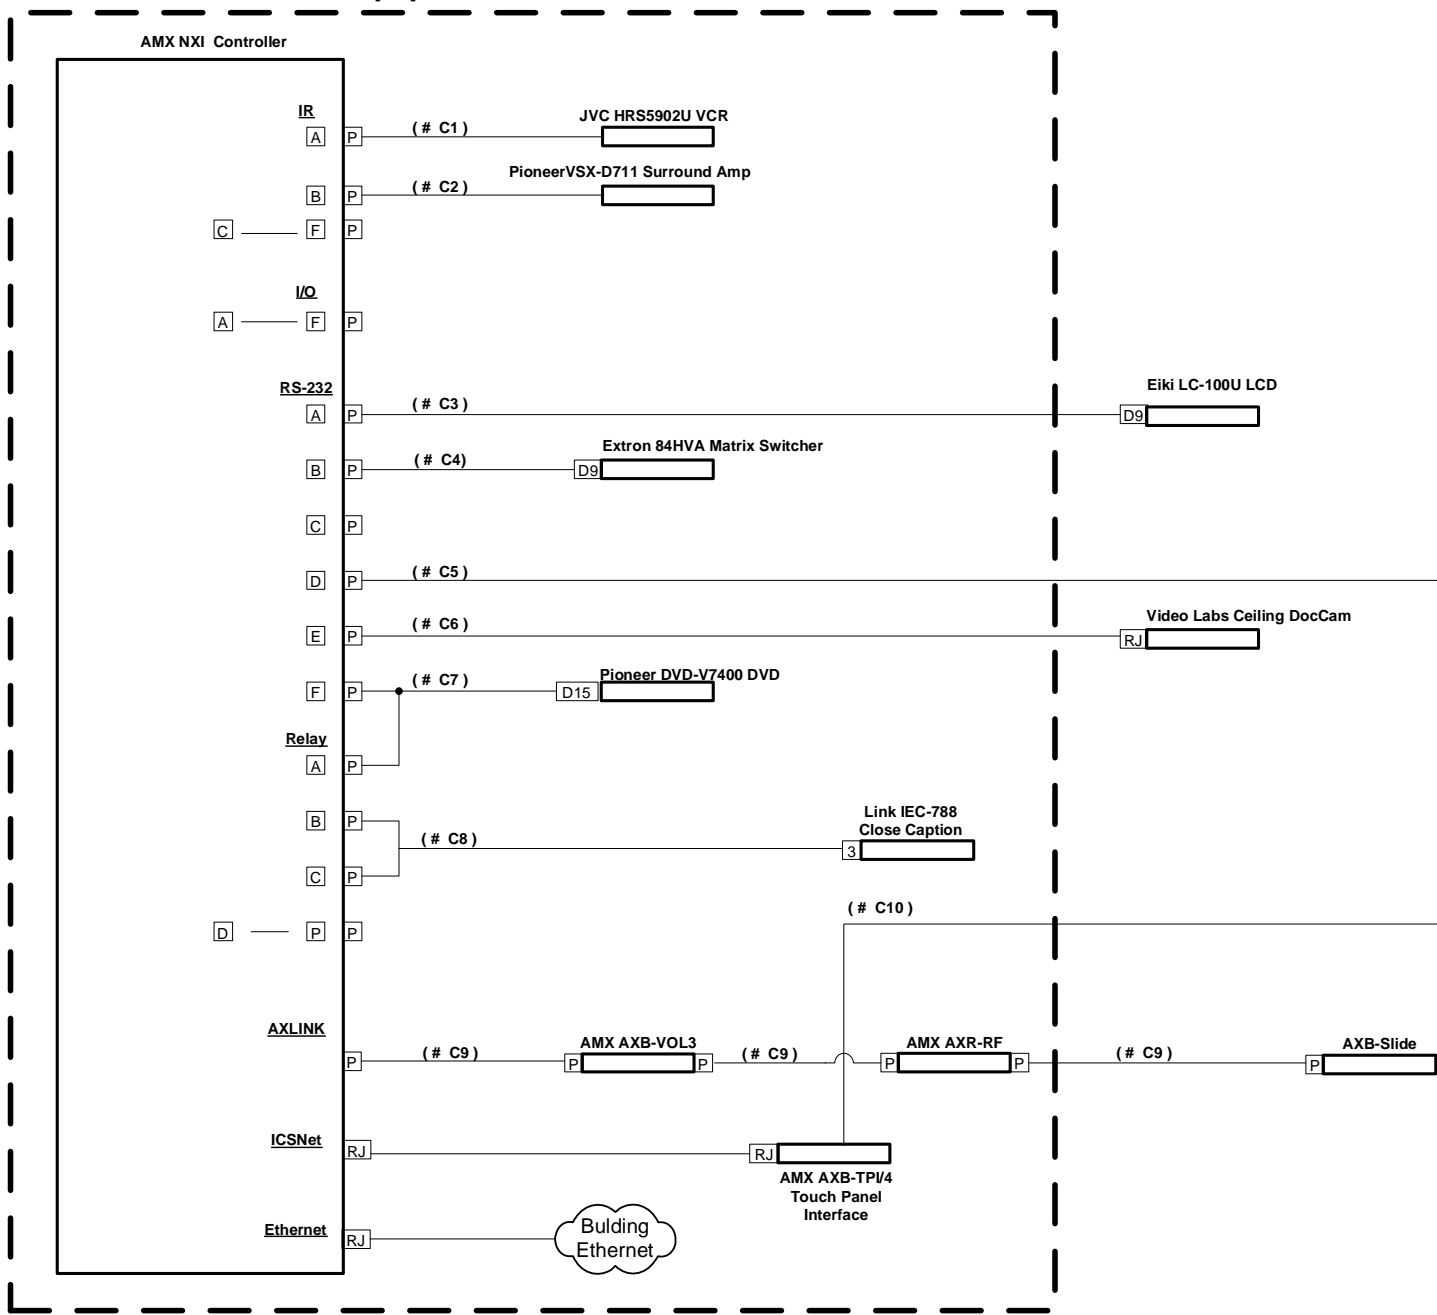 AMX NXI Controller
IR
A P ( # C1 ) JVC HRS5902U VCR
B P ( # C2 ) PioneerVSX-D711 Surround Amp
C F P
I/O
A F P
RS-232
A P ( # C3 ) D9 Eiki LC-100U LCD
B P ( # C4) D9 Extron 84HVA Matrix Switcher
C P
D P ( # C5 )
E P ( # C6 ) RJ Video Labs Ceiling DocCam
F P ( # C7 ) D15 Pioneer DVD-V7400 DVD
Relay
A P
B P
( # C8 ) 3 Link IEC-788
Close Caption
C P
( # C10 )
D P P
AXLINK
P ( # C9 ) P AMX AXB-VOL3 P ( # C9 ) P AMX AXR-RF P ( # C9 ) P AXB-Slide
ICSNet
RJ RJ
AMX AXB-TPI/4
Touch Panel
Interface
Ethernet
RJ
Bulding
Ethernet